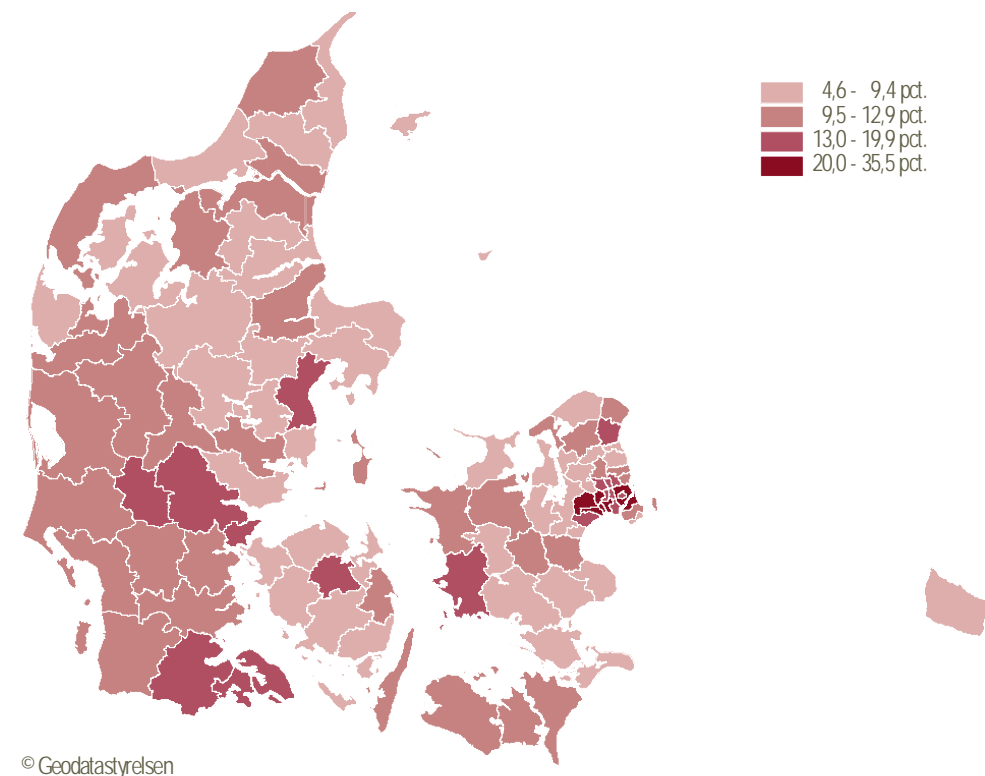 4,6 - 9,4 pct.
9,5 - 12,9 pct.
13,0 - 19,9 pct.
20,0 - 35,5 pct.
© Geodatastyrelsen